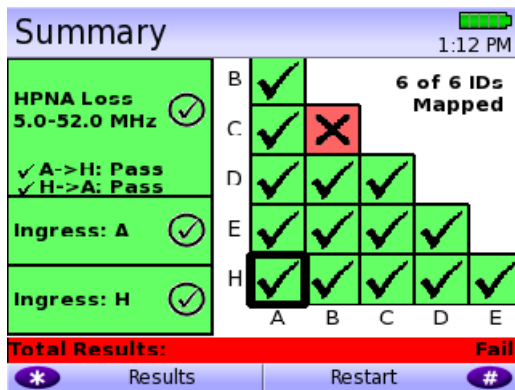 Summary
1:12 PM
HPNA Loss
5.0-52.0 MHz
A->H: Pass
H->A: Pass
Ingress: A
Ingress: H
6 of 6 IDs
Mapped
B
C
D
E
H
A B C D E
Total Results: Fail
* Results Restart #